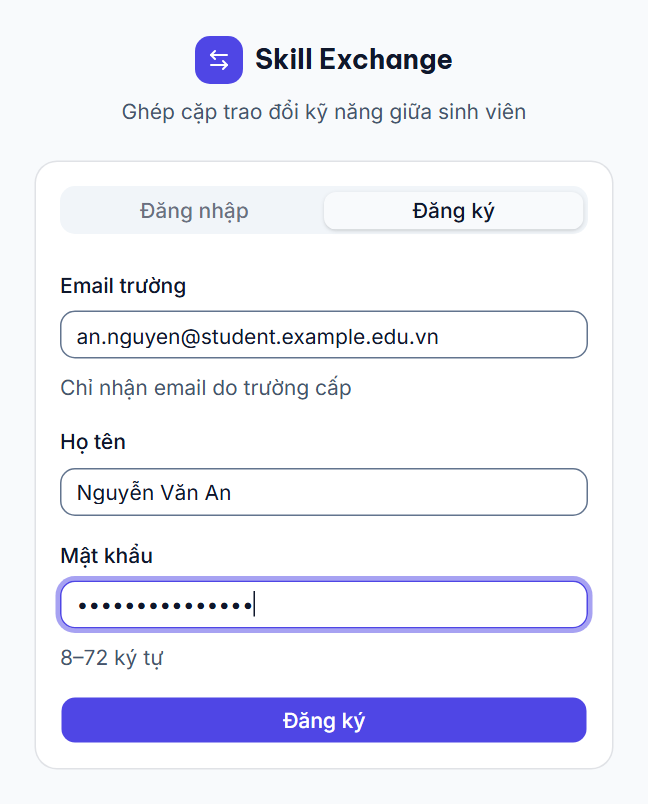 Skill Exchange
Ghép cặp trao đổi kỹ năng giữa sinh viên
Đăng nhập
Đăng ký
Email trường
an.nguyen@student.example.edu.vn
Chỉ nhận email do trường cấp
Họ tên
Nguyễn Văn An
Mật khẩu
•••••••••••••••
8–72 ký tự
Đăng ký